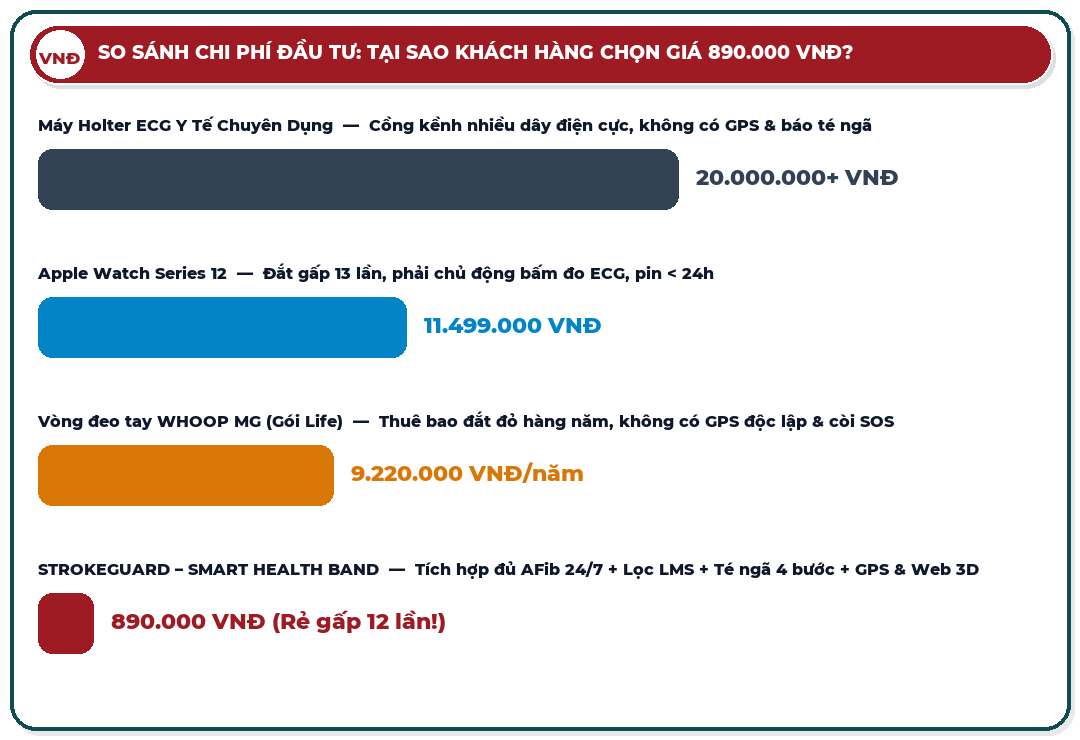 VNĐ
SO SÁNH CHI PHÍ ĐẦU TƯ: TẠI SAO KHÁCH HÀNG CHỌN GIÁ 890.000 VNĐ?
Máy Holter ECG Y Tế Chuyên Dụng — Cồng kềnh nhiều dây điện cực, không có GPS & báo té ngã
20.000.000+ VNĐ
Apple Watch Series 12 — Đắt gấp 13 lần, phải chủ động bấm đo ECG, pin < 24h
11.499.000 VNĐ
Vòng đeo tay WHOOP MG (Gói Life) — Thuê bao đắt đỏ hàng năm, không có GPS độc lập & còi SOS
9.220.000 VNĐ/năm
STROKEGUARD – SMART HEALTH BAND — Tích hợp đủ AFib 24/7 + Lọc LMS + Té ngã 4 bước + GPS & Web 3D
890.000 VNĐ (Rẻ gấp 12 lần!)